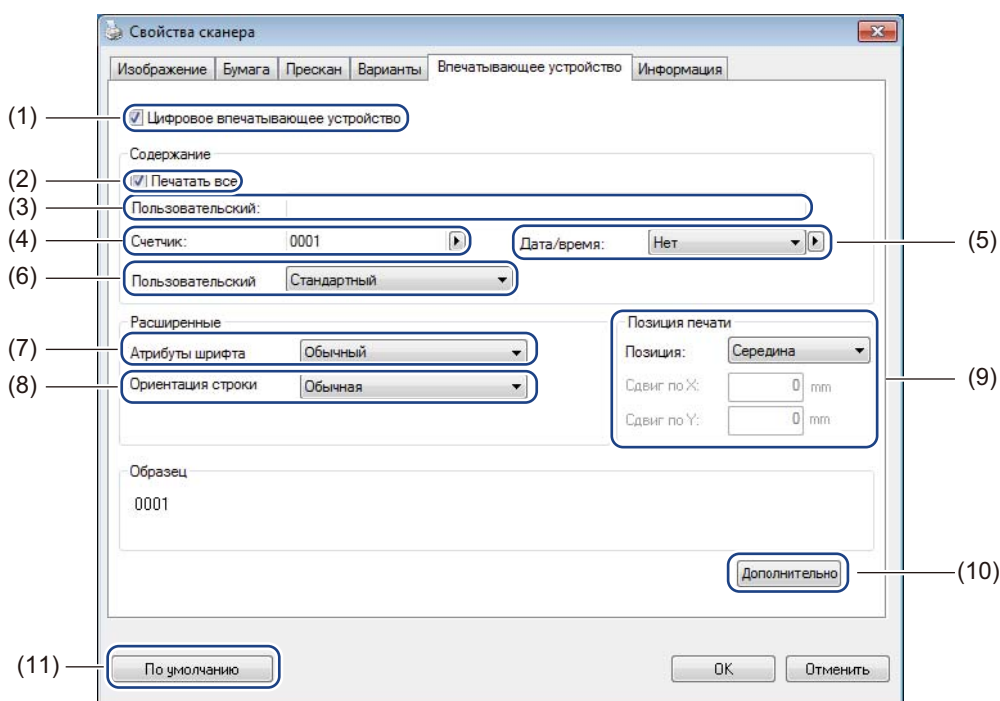 Свойства сканера
Изображение Бумага Прескан Варианты Впечатывающее устройство Информация
(1) Цифровое впечатывающее устройство
Содержание
(2) Печатать все
(3) Пользовательский:
(4) Счетчик: 0001 Дата/время: Нет (5)
(6) Пользовательский Стандартный
Расширенные Позиция печати
(7) Атрибуты шрифта Обычный Позиция: Середина
(8) Ориентация строки Обычная Сдвиг по X: 0 mm (9)
Сдвиг по Y: 0 mm
Образец
0001
Дополнительно (10)
(11) По умолчанию OK Отменить